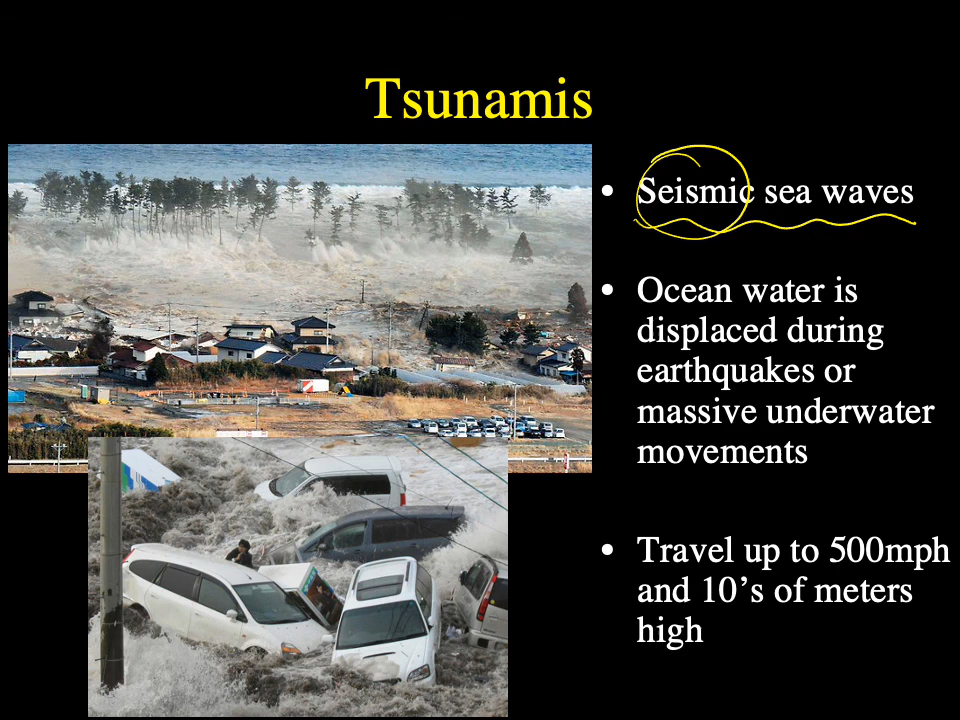 Tsunamis
• Seismic sea waves
• Ocean water is
displaced during
earthquakes or
massive underwater
movements
• Travel up to 500mph
and 10’s of meters
high